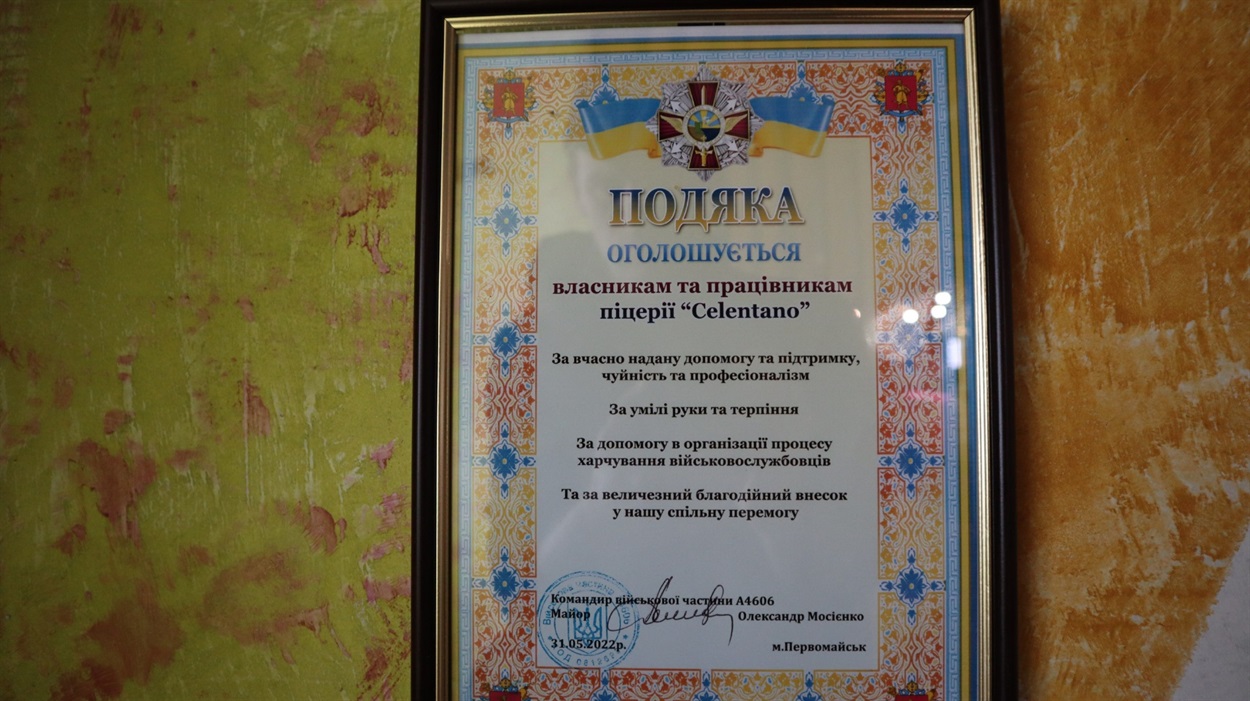 ПОДЯКА
ОГОЛОШУЄТЬСЯ
власникам та працівникам
піцерії “Celentano”
За вчасно надану допомогу та підтримку,
чуйність та професіоналізм
За умілі руки та терпіння
За допомогу в організації процесу
харчування військовослужбовців
Та за величезний благодійний внесок
у нашу спільну перемогу
Командир військової частини А4606
Майор Олександр Мосієнко
31.05.2022р. м.Первомайськ